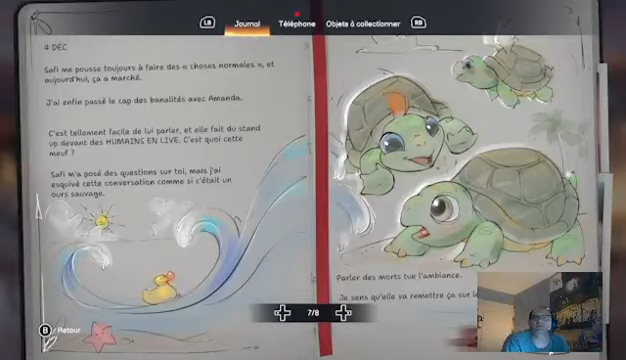 LB Journal Téléphone Objets à collectionner RB
4 DÉC
Safi me pousse toujours à faire des « choses normales », et
aujourd'hui, ça a marché.
J'ai enfin passé le cap des banalités avec Amanda.
C'est tellement facile de lui parler, et elle fait du stand
up devant des HUMAINS EN LIVE. C'est quoi cette
meuf ?
Safi m'a posé des questions sur toi, mais j'ai
esquivé cette conversation comme si c'était un
ours sauvage.
Parler des morts tue l'ambiance.
Je sens qu'elle va remettre ça sur
7/8
B / Retour